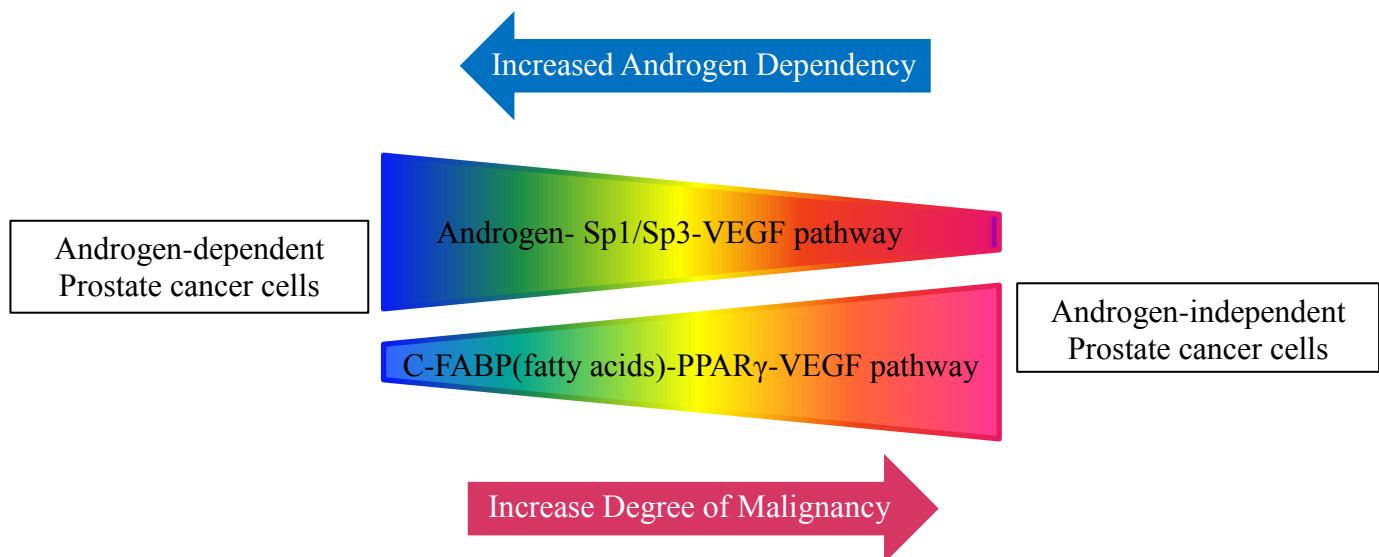 Increased Androgen Dependency
Androgen- Sp1/Sp3-VEGF pathway
Androgen-dependent
Prostate cancer cells
Androgen-independent
Prostate cancer cells
C-FABP(fatty acids)-PPARγ-VEGF pathway
Increase Degree of Malignancy